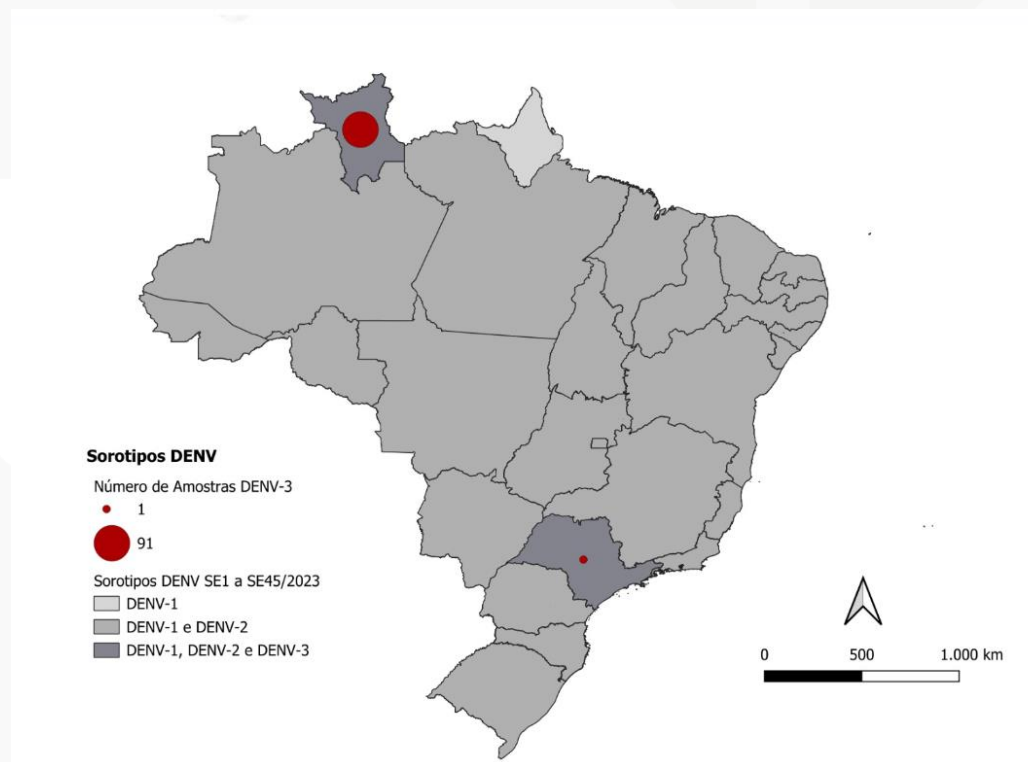 Sorotipos DENV
Número de Amostras DENV-3
1
91
Sorotipos DENV SE1 a SE45/2023
DENV-1
DENV-1 e DENV-2
DENV-1, DENV-2 e DENV-3
0 500 1.000 km